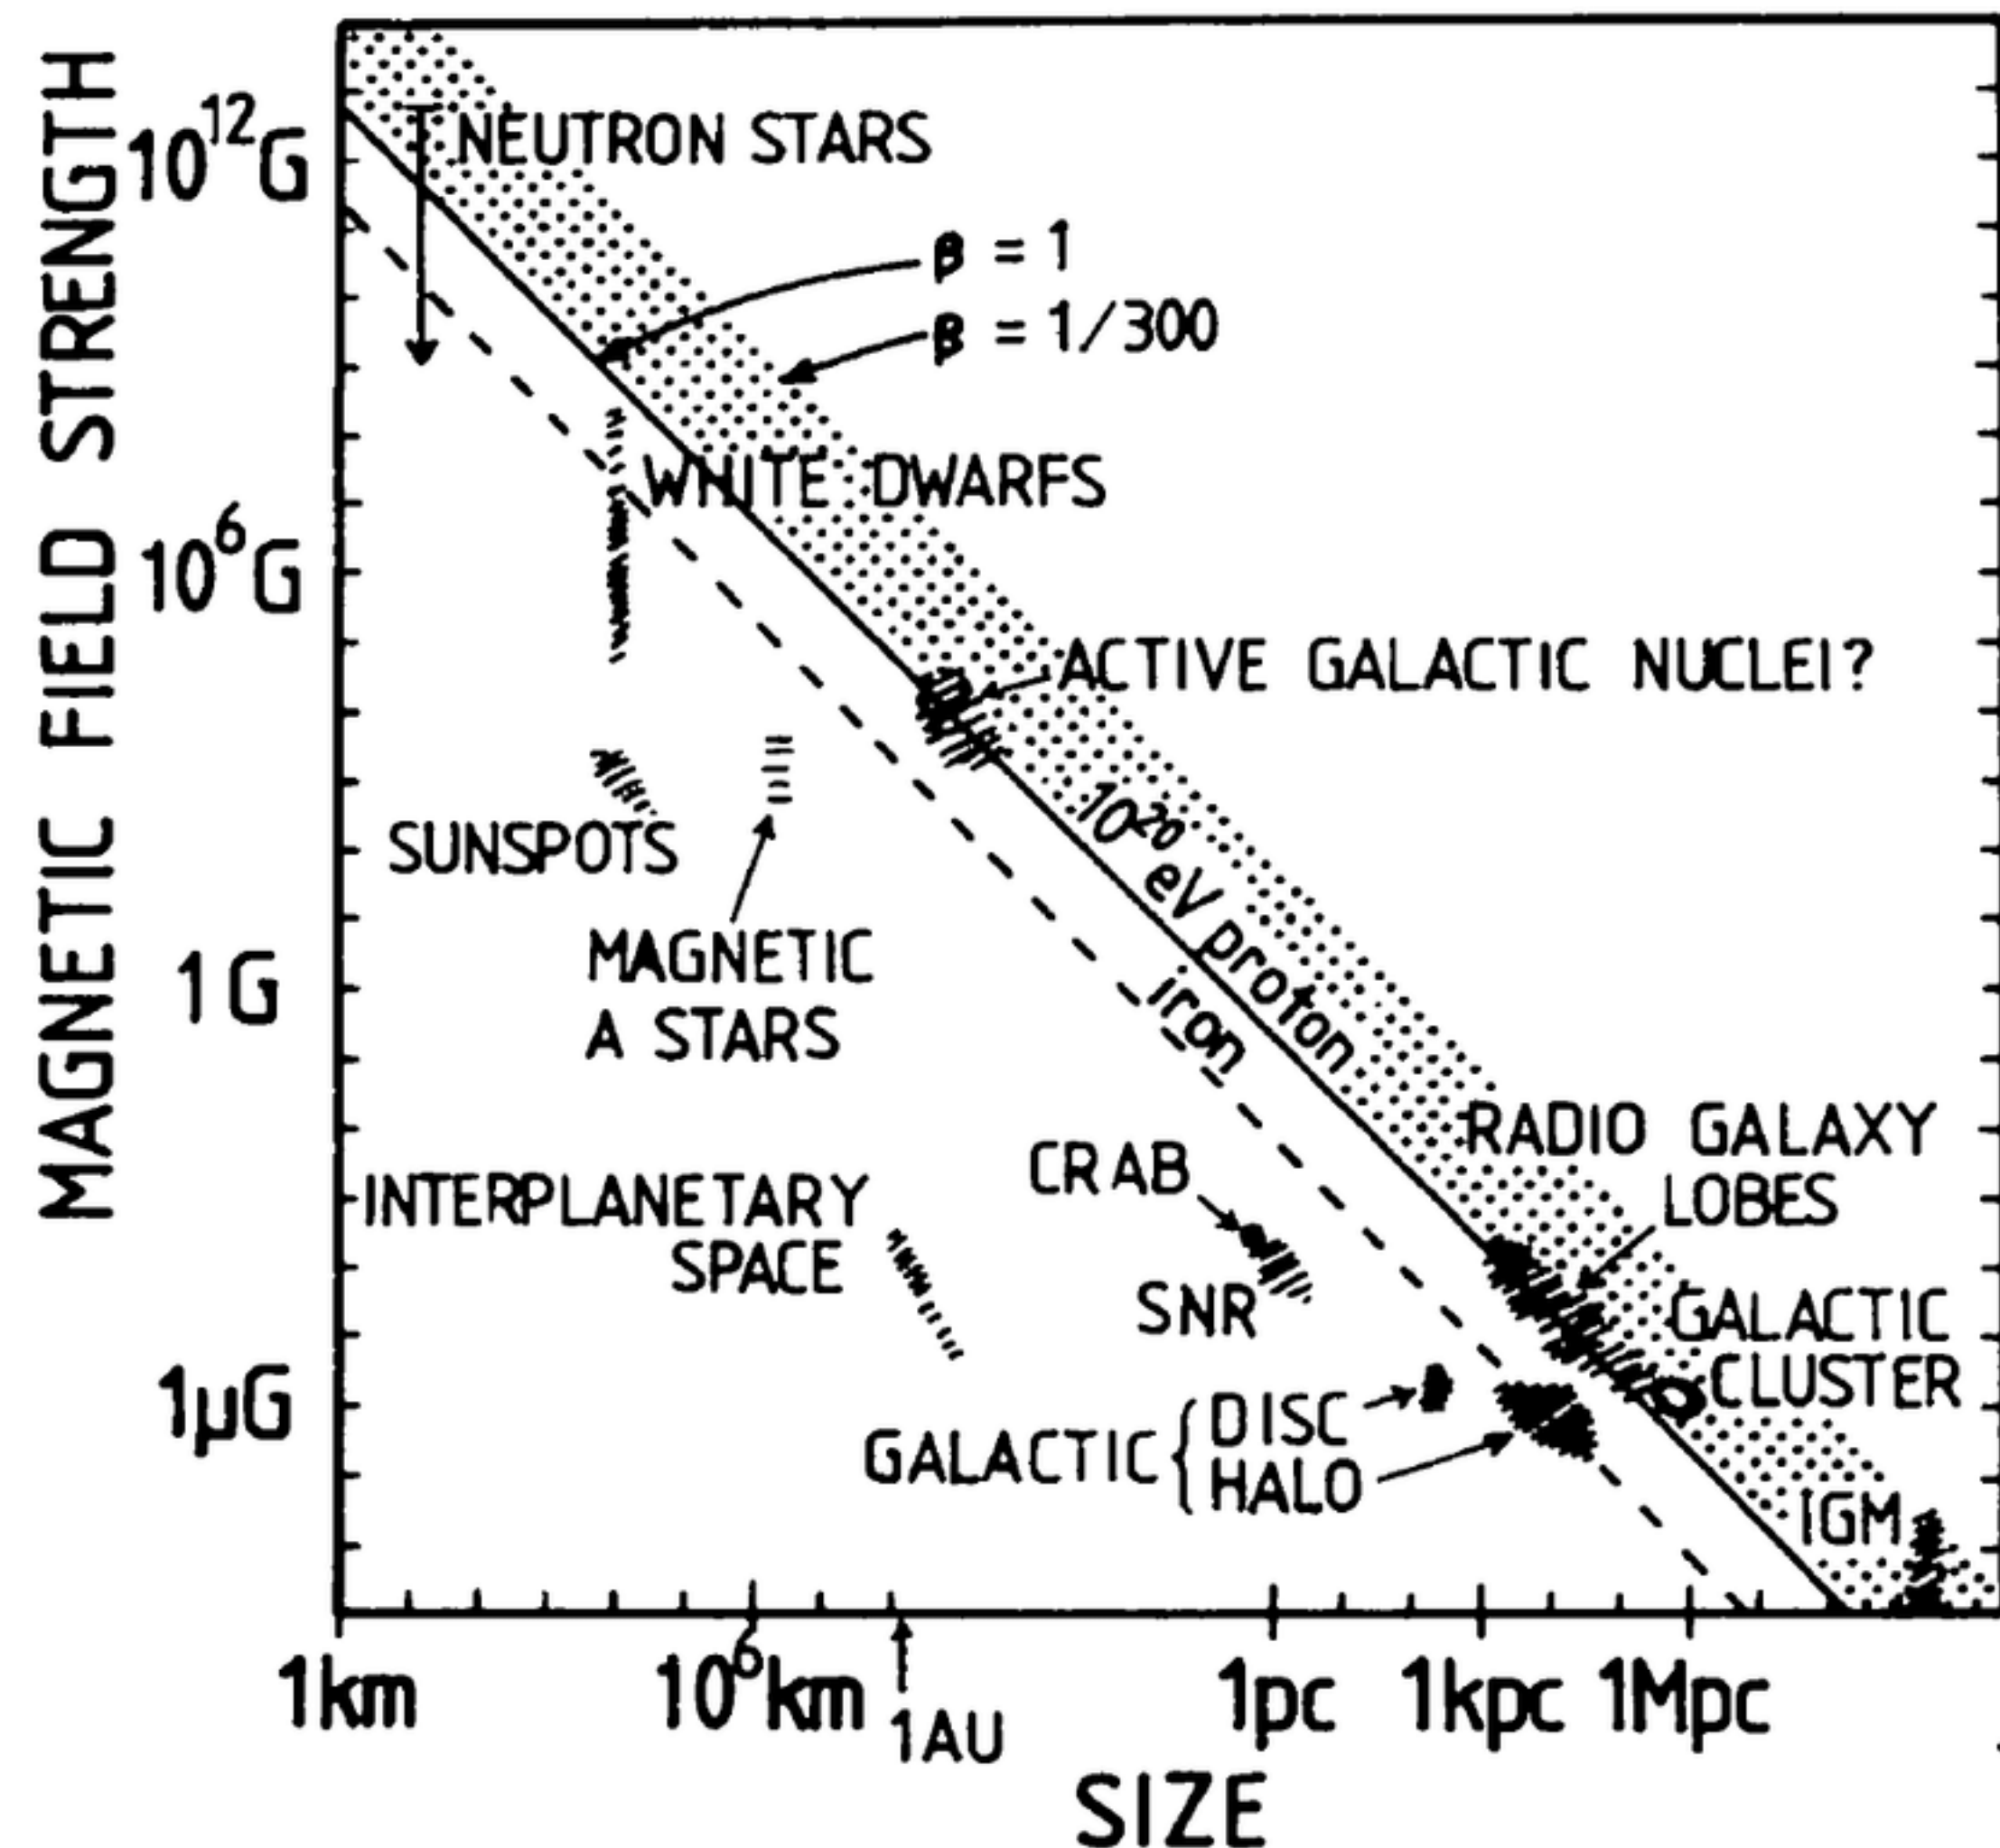 MAGNETIC FIELD STRENGTH
10¹²G
10⁶G
1G
1µG
NEUTRON STARS
β = 1
β = 1/300
WHITE DWARFS
ACTIVE GALACTIC NUCLEI?
SUNSPOTS
MAGNETIC
A STARS
10²⁰ eV proton
iron
INTERPLANETARY
SPACE
CRAB
SNR
RADIO GALAXY
LOBES
GALACTIC
CLUSTER
GALACTIC { DISC
HALO
IGM
1km
10⁶km
1AU
1pc
1kpc
1Mpc
SIZE